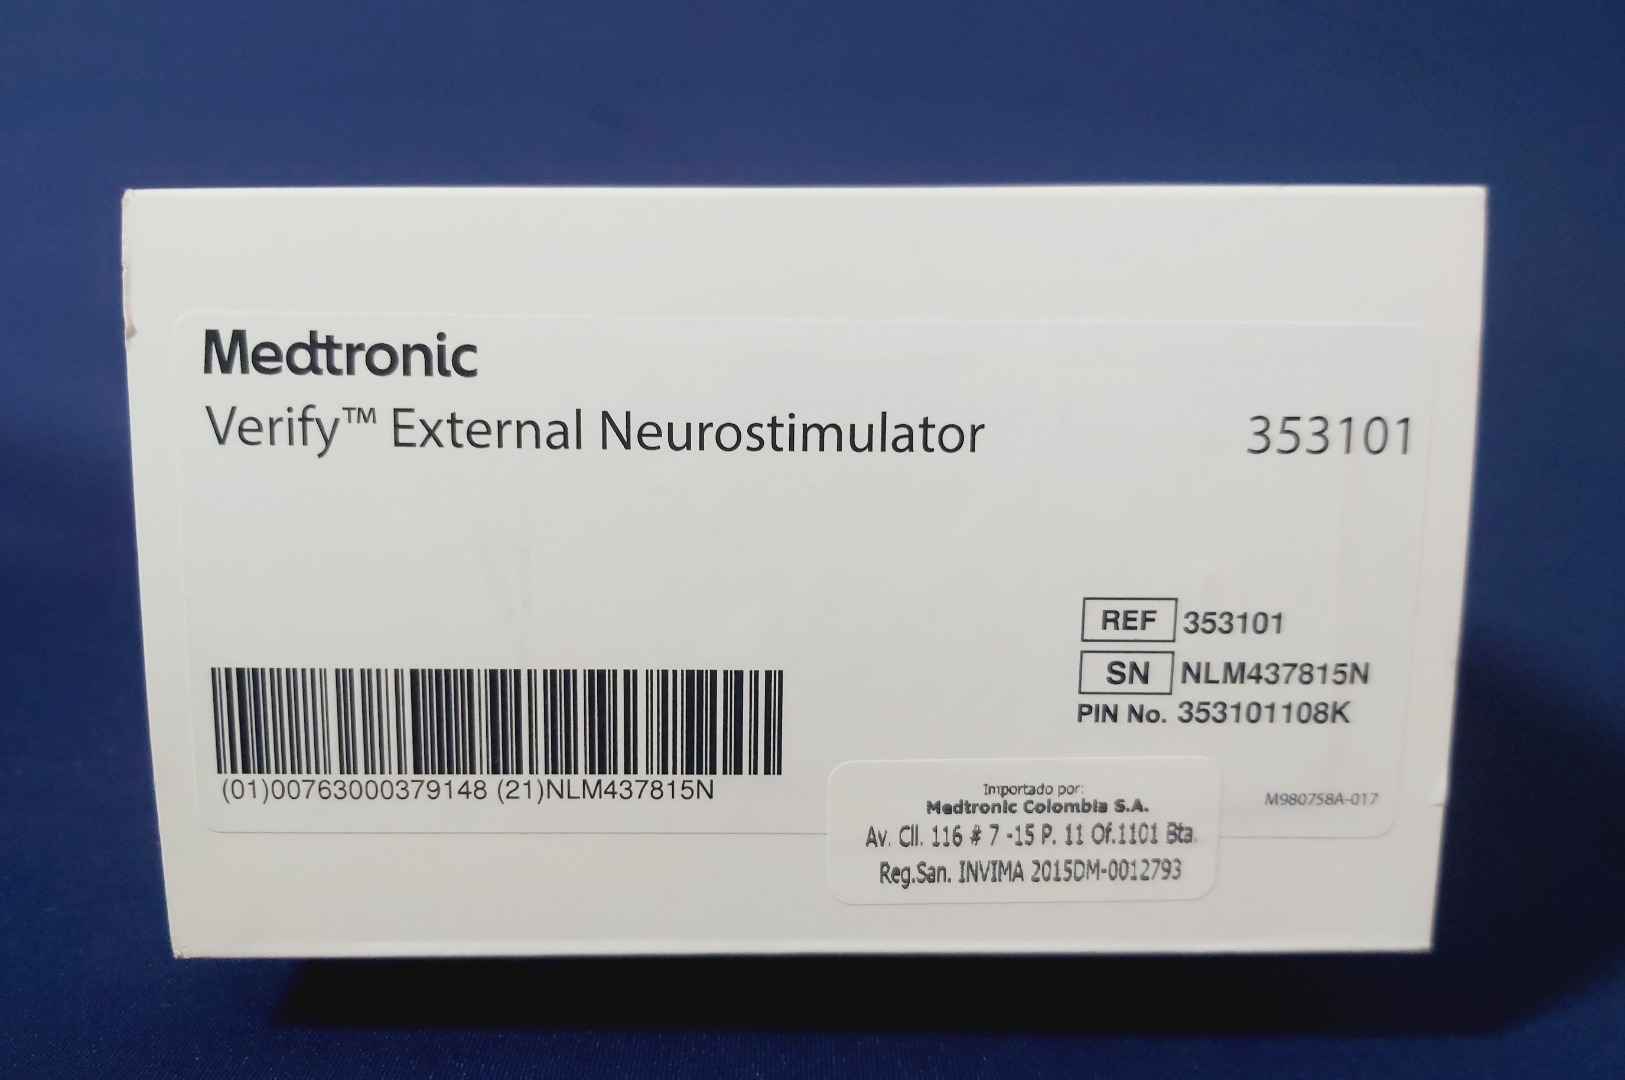 Medtronic
Verify™ External Neurostimulator 353101
REF 353101
SN NLM437815N
PIN No. 353101108K
(01)00763000379148 (21)NLM437815N
M980758A-017
Importado por:
Medtronic Colombia S.A.
Av. Cll. 116 # 7 -15 P. 11 Of.1101 Bta.
Reg.San. INVIMA 2015DM-0012793